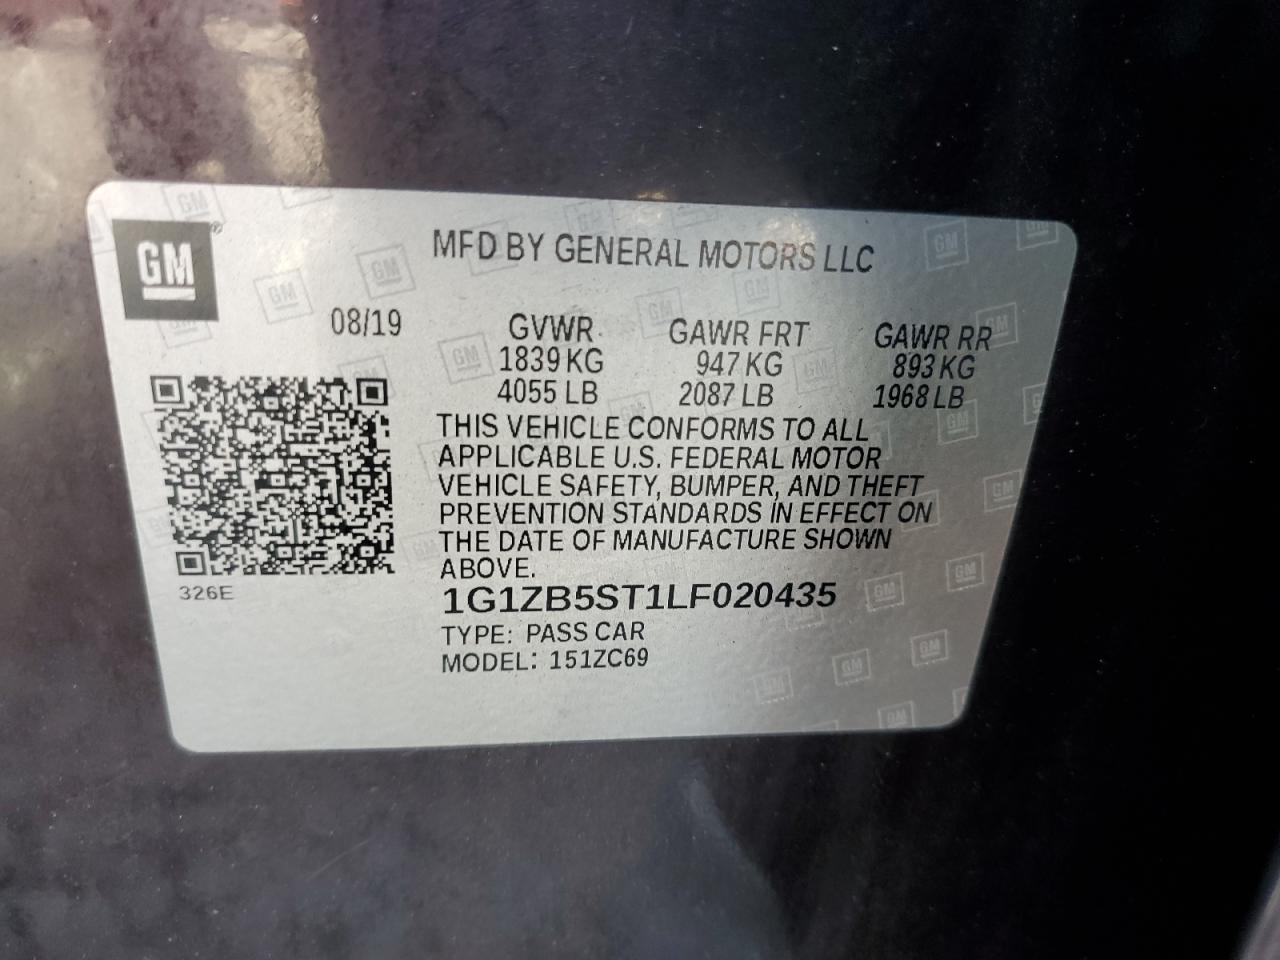 GM®
MFD BY GENERAL MOTORS LLC
08/19
GVWR GAWR FRT GAWR RR
1839 KG 947 KG 893 KG
4055 LB 2087 LB 1968 LB
THIS VEHICLE CONFORMS TO ALL
APPLICABLE U.S. FEDERAL MOTOR
VEHICLE SAFETY, BUMPER, AND THEFT
PREVENTION STANDARDS IN EFFECT ON
THE DATE OF MANUFACTURE SHOWN
ABOVE.
326E
1G1ZB5ST1LF020435
TYPE: PASS CAR
MODEL: 151ZC69